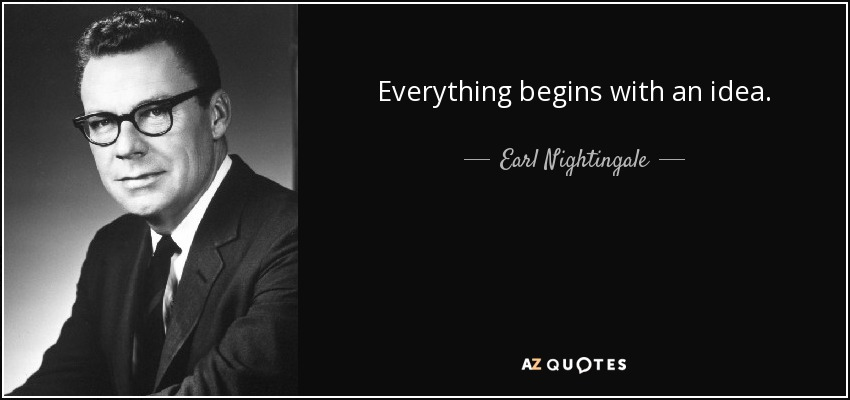 Everything begins with an idea.
Earl Nightingale
AZ QUOTES